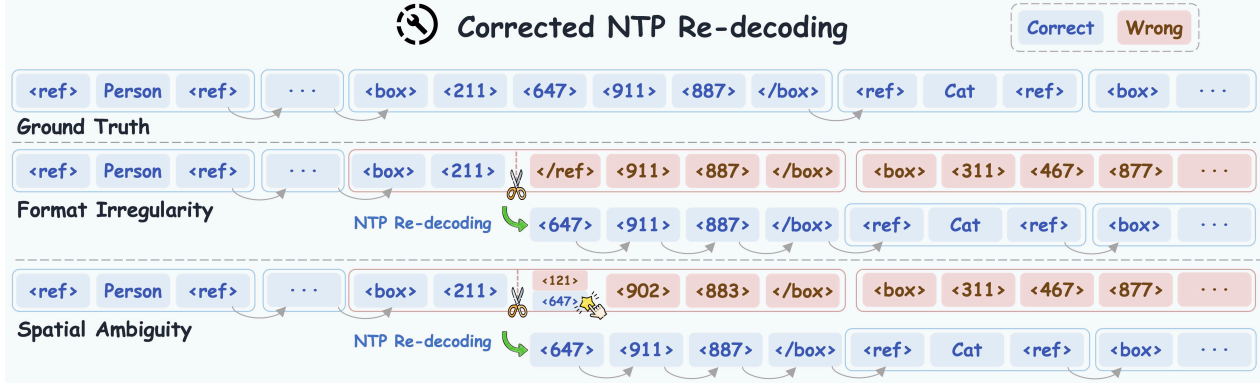 Corrected NTP Re-decoding
Correct Wrong
<ref> Person <ref> ... <box> <211> <647> <911> <887> </box> <ref> Cat <ref> <box> ...
Ground Truth
<ref> Person <ref> ... <box> <211> </ref> <911> <887> </box> <box> <311> <467> <877> ...
Format Irregularity
NTP Re-decoding <647> <911> <887> </box> <ref> Cat <ref> <box> ...
<ref> Person <ref> ... <box> <211> <121> <647> <902> <883> </box> <box> <311> <467> <877> ...
Spatial Ambiguity
NTP Re-decoding <647> <911> <887> </box> <ref> Cat <ref> <box> ...